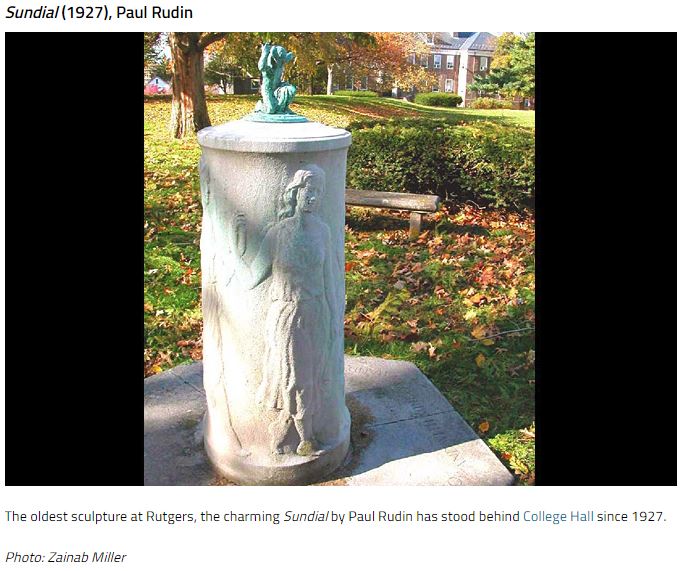 Sundial (1927), Paul Rudin
The oldest sculpture at Rutgers, the charming Sundial by Paul Rudin has stood behind College Hall since 1927.
Photo: Zainab Miller